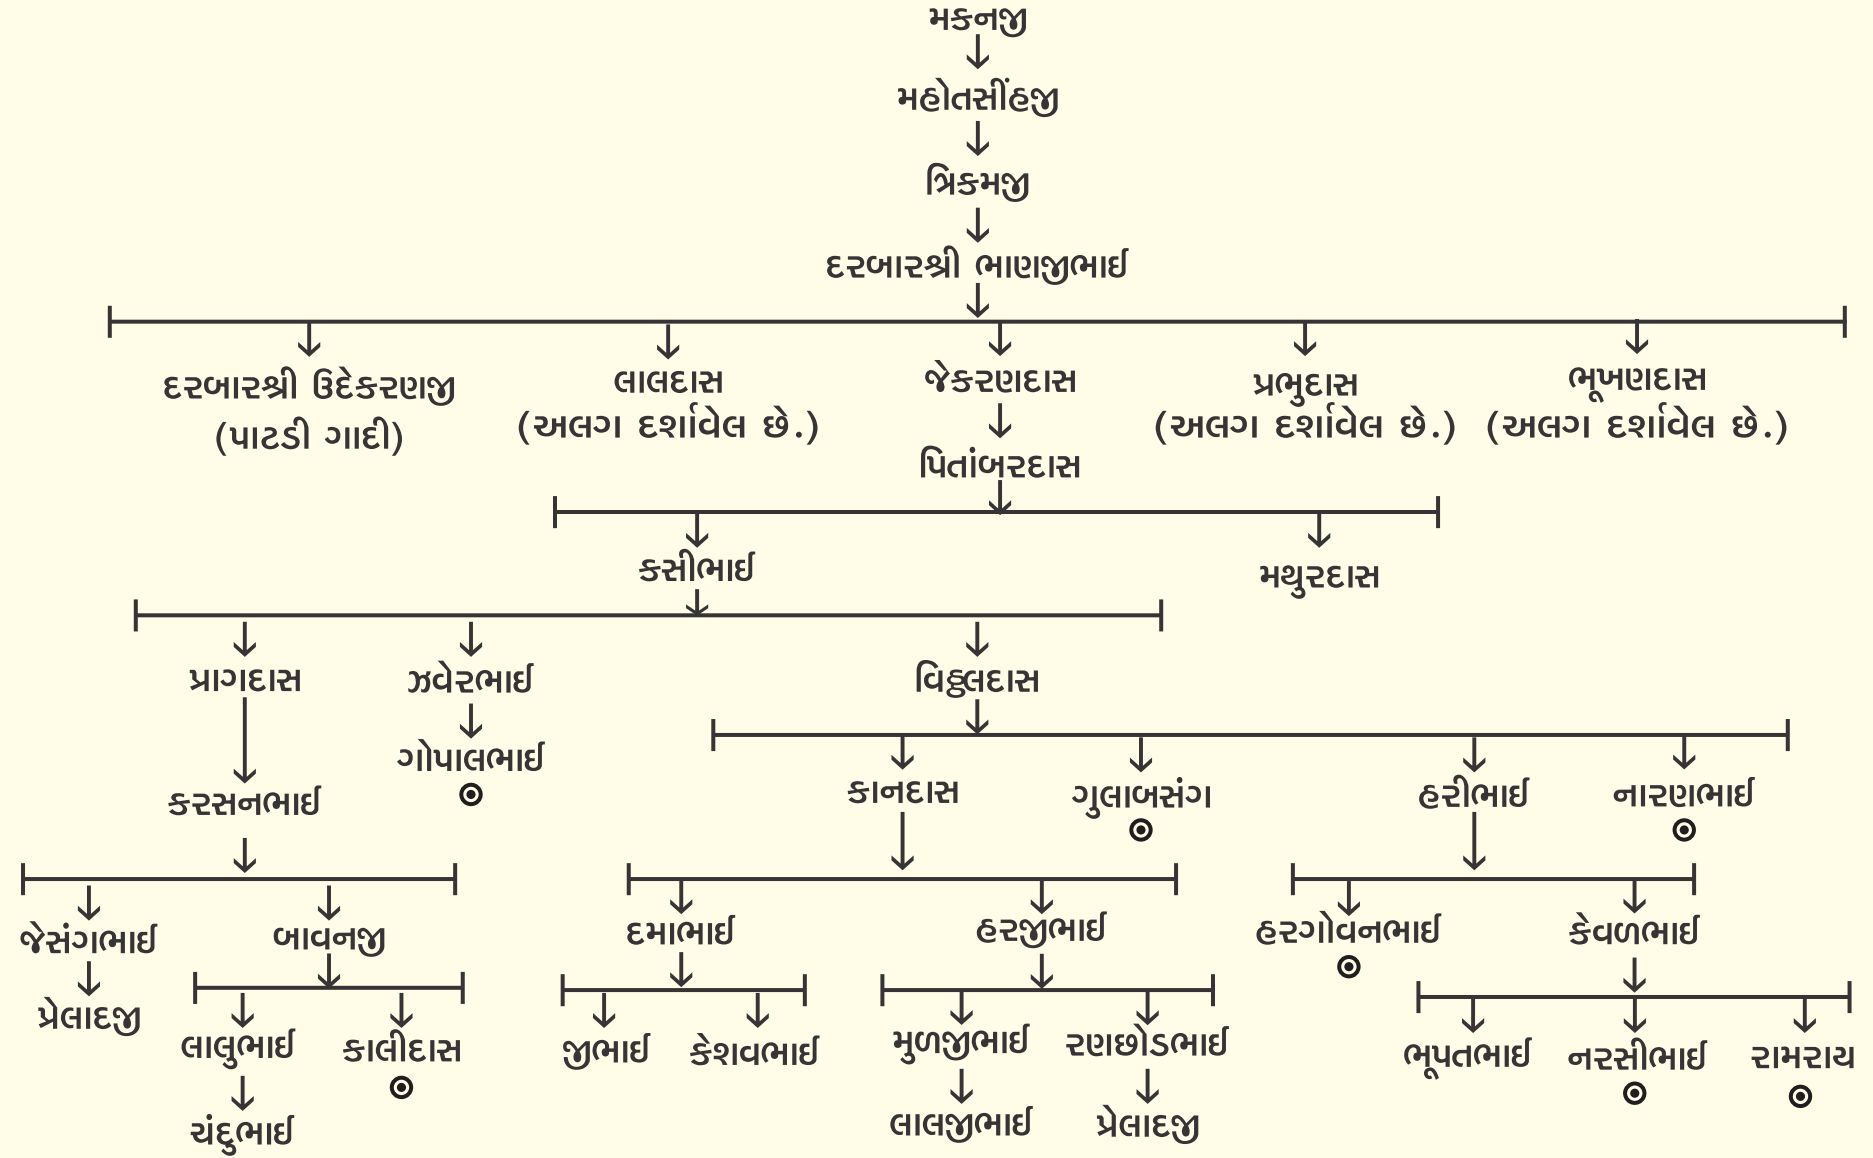 મકનજી
મહોતસીંહજી
ત્રિકમજી
દરબારશ્રી ભાણજીભાઈ
દરબારશ્રી ઉદેકરણજી
(પાટડી ગાદી)
લાલદાસ
(અલગ દર્શાવેલ છે.)
જેકરણદાસ
પ્રભુદાસ
(અલગ દર્શાવેલ છે.)
ભૂખણદાસ
(અલગ દર્શાવેલ છે.)
પિતાંબરદાસ
કસીભાઈ
મથુરદાસ
પ્રાગદાસ
ઝવેરભાઈ
વિઠ્ઠલદાસ
ગોપાલભાઈ
કરસનભાઈ
કાનદાસ
ગુલાબસંગ
હરીભાઈ
નારણભાઈ
જેસંગભાઈ
બાવનજી
દમાભાઈ
હરજીભાઈ
હરગોવનભાઈ
કેવળભાઈ
પ્રેલાદજી
લાલુભાઈ
કાલીદાસ
જીભાઈ
કેશવભાઈ
મુળજીભાઈ
રણછોડભાઈ
ભૂપતભાઈ
નરસીભાઈ
રામરાય
ચંદુભાઈ
લાલજીભાઈ
પ્રેલાદજી